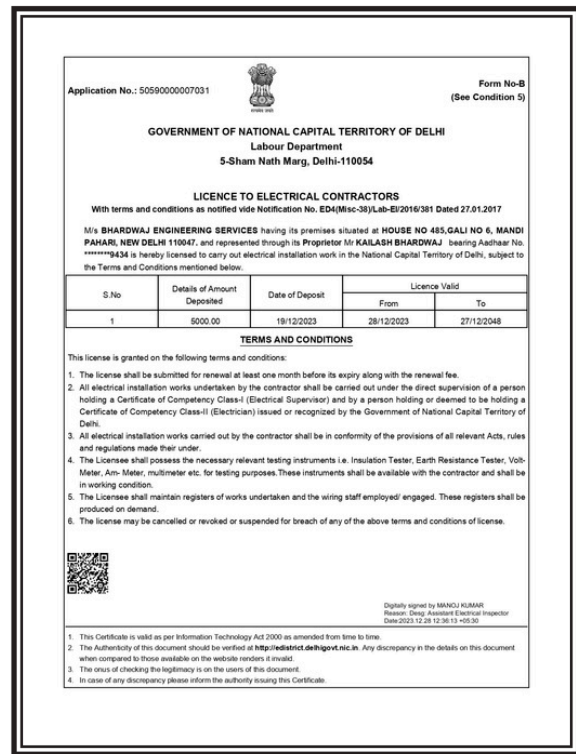 Application No.: 50590000007031
Form No-B
(See Condition 5)
GOVERNMENT OF NATIONAL CAPITAL TERRITORY OF DELHI
Labour Department
5-Sham Nath Marg, Delhi-110054
LICENCE TO ELECTRICAL CONTRACTORS
With terms and conditions as notified vide Notification No. ED4(Misc-38)/Lab-El/2016/381 Dated 27.01.2017
M/s BHARDWAJ ENGINEERING SERVICES having its premises situated at HOUSE NO 485,GALI NO 6, MANDI
PAHARI, NEW DELHI 110047. and represented through its Proprietor Mr KAILASH BHARDWAJ bearing Aadhaar No.
********9434 is hereby licensed to carry out electrical installation work in the National Capital Territory of Delhi, subject to
the Terms and Conditions mentioned below.
S.No Details of Amount Deposited Date of Deposit Licence Valid
From To
1 5000.00 19/12/2023 28/12/2023 27/12/2048
TERMS AND CONDITIONS
This license is granted on the following terms and conditions:
1. The license shall be submitted for renewal at least one month before its expiry along with the renewal fee.
2. All electrical installation works undertaken by the contractor shall be carried out under the direct supervision of a person
holding a Certificate of Competency Class-I (Electrical Supervisor) and by a person holding or deemed to be holding a
Certificate of Competency Class-II (Electrician) issued or recognized by the Government of National Capital Territory of
Delhi.
3. All electrical installation works carried out by the contractor shall be in conformity of the provisions of all relevant Acts, rules
and regulations made their under.
4. The Licensee shall possess the necessary relevant testing instruments i.e. Insulation Tester, Earth Resistance Tester, Volt-
Meter, Am- Meter, multimeter etc. for testing purposes.These instruments shall be available with the contractor and shall be
in working condition.
5. The Licensee shall maintain registers of works undertaken and the wiring staff employed/ engaged. These registers shall be
produced on demand.
6. The license may be cancelled or revoked or suspended for breach of any of the above terms and conditions of license.
Digitally signed by MANOJ KUMAR
Reason: Desg: Assistant Electrical Inspector
Date:2023.12.28 12:36:13 +05:30
1. This Certificate is valid as per Information Technology Act 2000 as amended from time to time.
2. The Authenticity of this document should be verified at http://edistrict.delhigovt.nic.in. Any discrepancy in the details on this document
when compared to those available on the website renders it invalid.
3. The onus of checking the legitimacy is on the users of this document.
4. In case of any discrepancy please inform the authority issuing this Certificate.